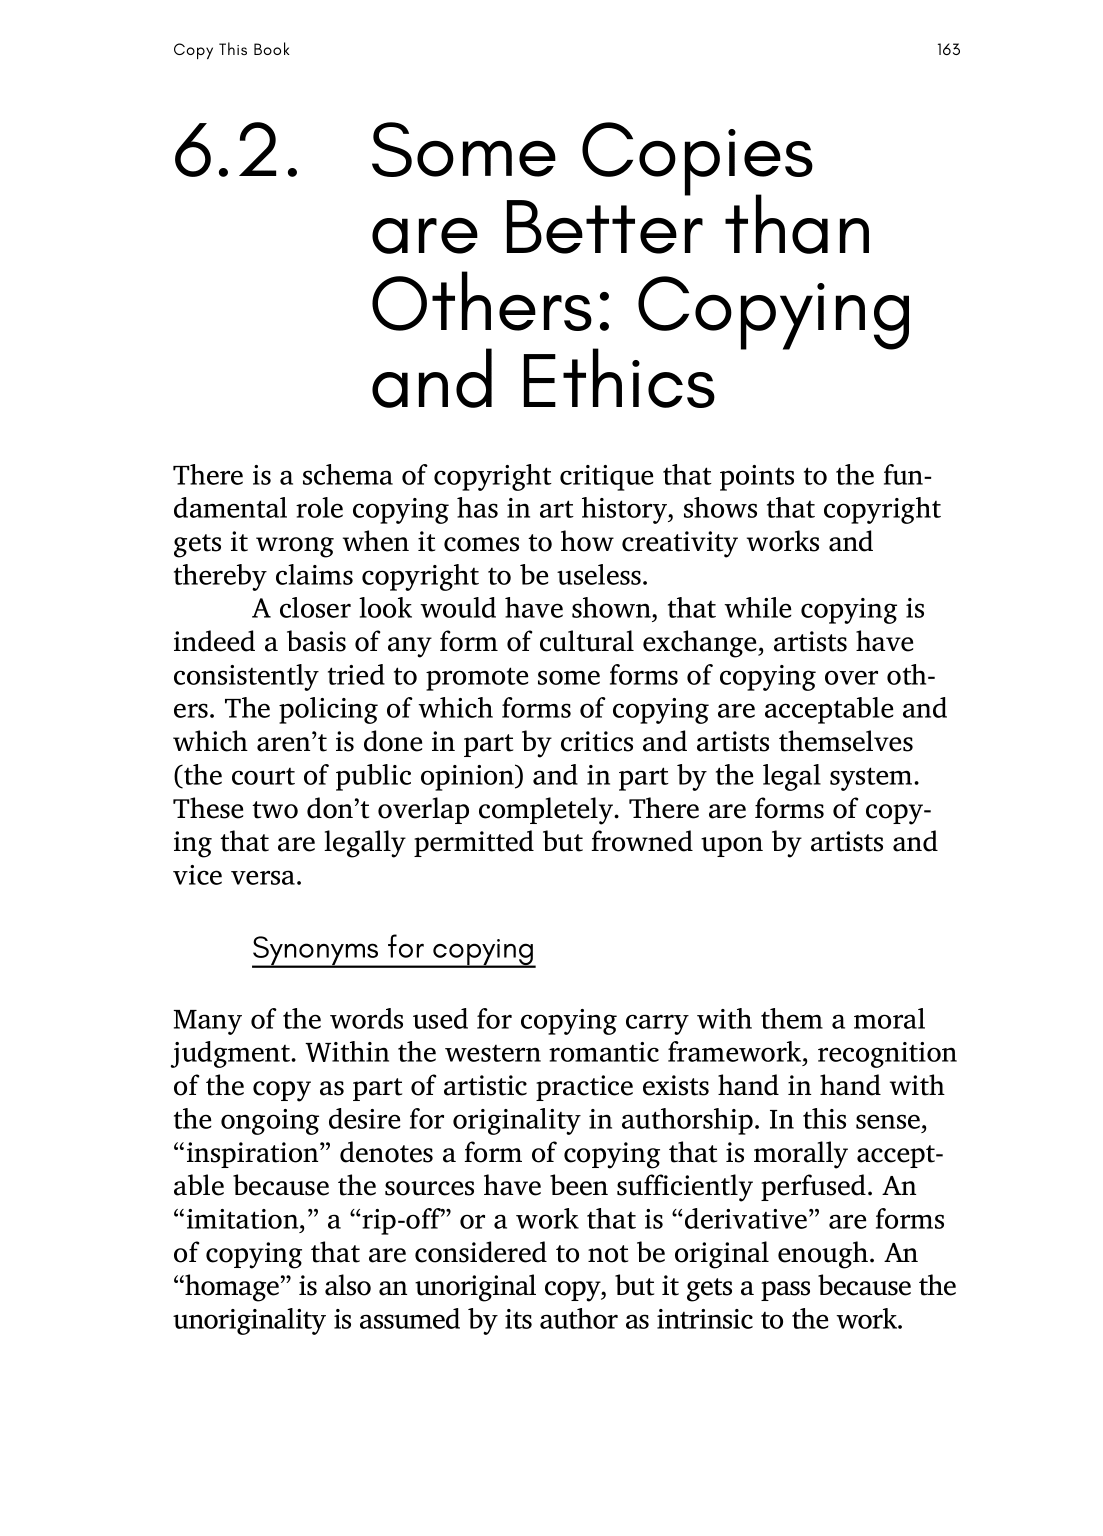 Copy This Book 163
6.2. Some Copies
are Better than
Others: Copying
and Ethics
There is a schema of copyright critique that points to the fun-
damental role copying has in art history, shows that copyright
gets it wrong when it comes to how creativity works and
thereby claims copyright to be useless.
A closer look would have shown, that while copying is
indeed a basis of any form of cultural exchange, artists have
consistently tried to promote some forms of copying over oth-
ers. The policing of which forms of copying are acceptable and
which aren’t is done in part by critics and artists themselves
(the court of public opinion) and in part by the legal system.
These two don’t overlap completely. There are forms of copy-
ing that are legally permitted but frowned upon by artists and
vice versa.
Synonyms for copying
Many of the words used for copying carry with them a moral
judgment. Within the western romantic framework, recognition
of the copy as part of artistic practice exists hand in hand with
the ongoing desire for originality in authorship. In this sense,
“inspiration” denotes a form of copying that is morally accept-
able because the sources have been sufficiently perfused. An
“imitation,” a “rip-off” or a work that is “derivative” are forms
of copying that are considered to not be original enough. An
“homage” is also an unoriginal copy, but it gets a pass because the
unoriginality is assumed by its author as intrinsic to the work.